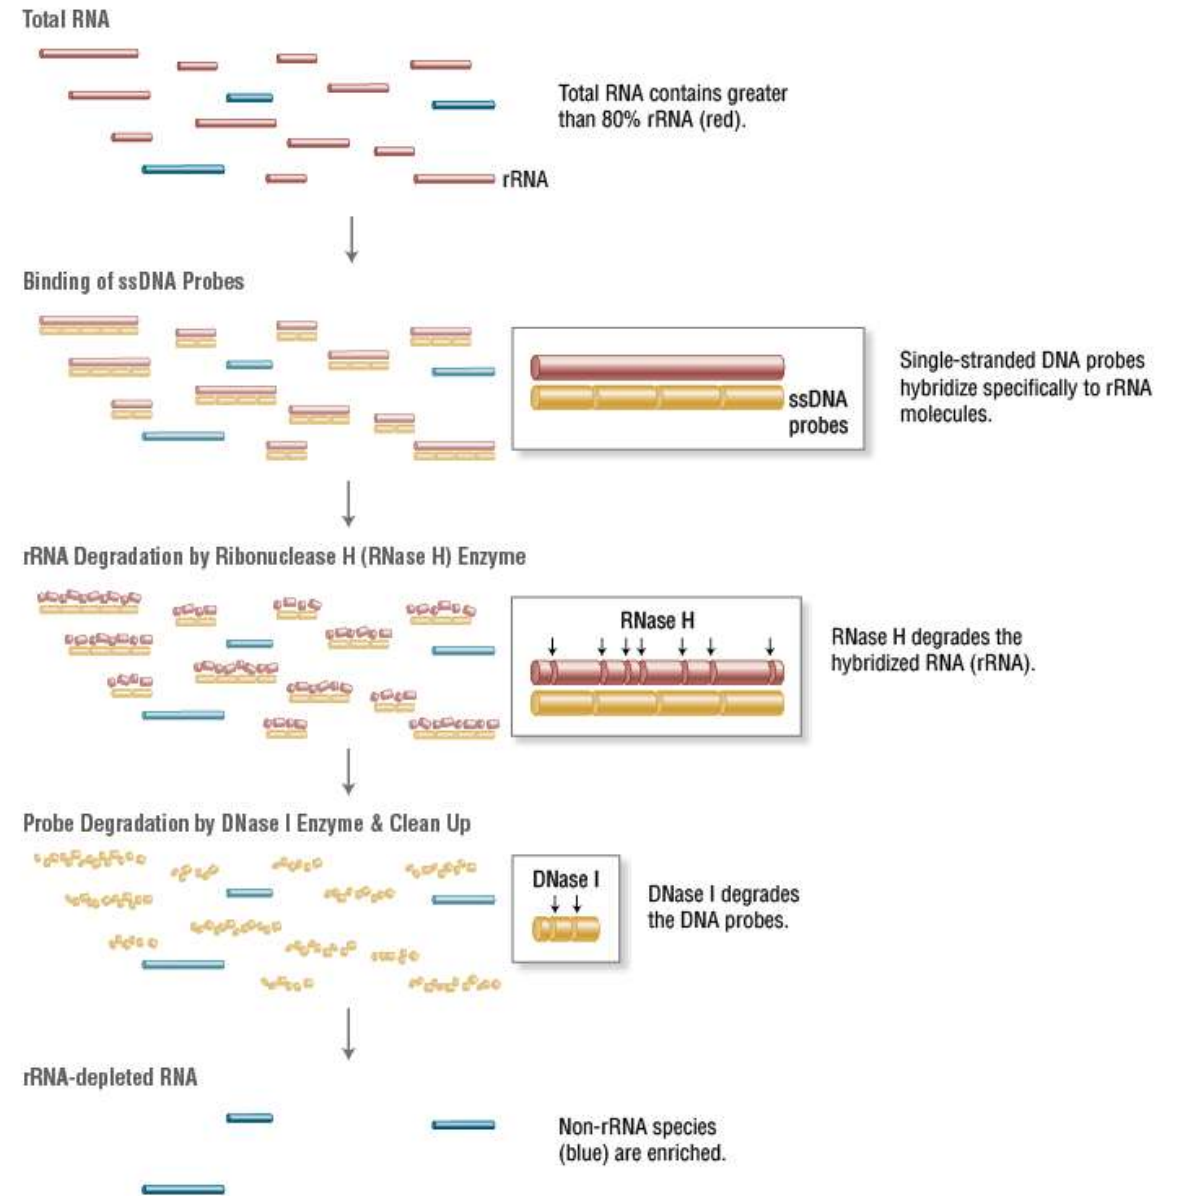 Total RNA
Total RNA contains greater
than 80% rRNA (red).
rRNA
Binding of ssDNA Probes
ssDNA
probes
Single-stranded DNA probes
hybridize specifically to rRNA
molecules.
rRNA Degradation by Ribonuclease H (RNase H) Enzyme
RNase H
RNase H degrades the
hybridized RNA (rRNA).
Probe Degradation by DNase I Enzyme & Clean Up
DNase I
DNase I degrades
the DNA probes.
rRNA-depleted RNA
Non-rRNA species
(blue) are enriched.